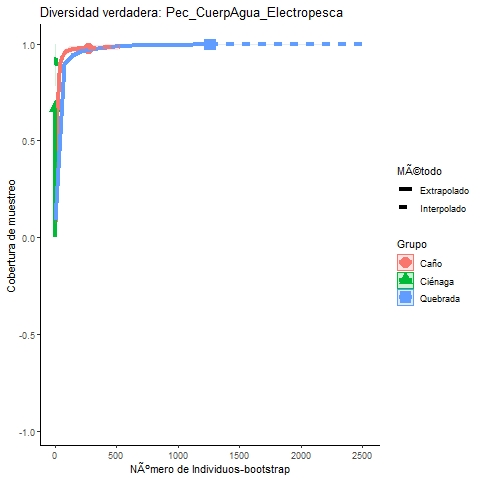 Diversidad verdadera: Pec_CuerpAgua_Electropesca
Cobertura de muestreo
1.0
0.5
0.0
-0.5
-1.0
0
500
1000
1500
2000
2500
NÃºmero de Individuos-bootstrap
MÃ©todo
Extrapolado
Interpolado
Grupo
Caño
Ciénaga
Quebrada